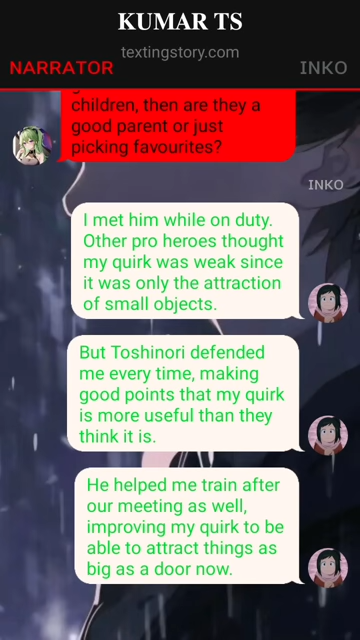 KUMAR TS
textingstory.com
NARRATOR
INKO
children, then are they a
good parent or just
picking favourites?
INKO
I met him while on duty.
Other pro heroes thought
my quirk was weak since
it was only the attraction
of small objects.
But Toshinori defended
me every time, making
good points that my quirk
is more useful than they
think it is.
He helped me train after
our meeting as well,
improving my quirk to be
able to attract things as
big as a door now.